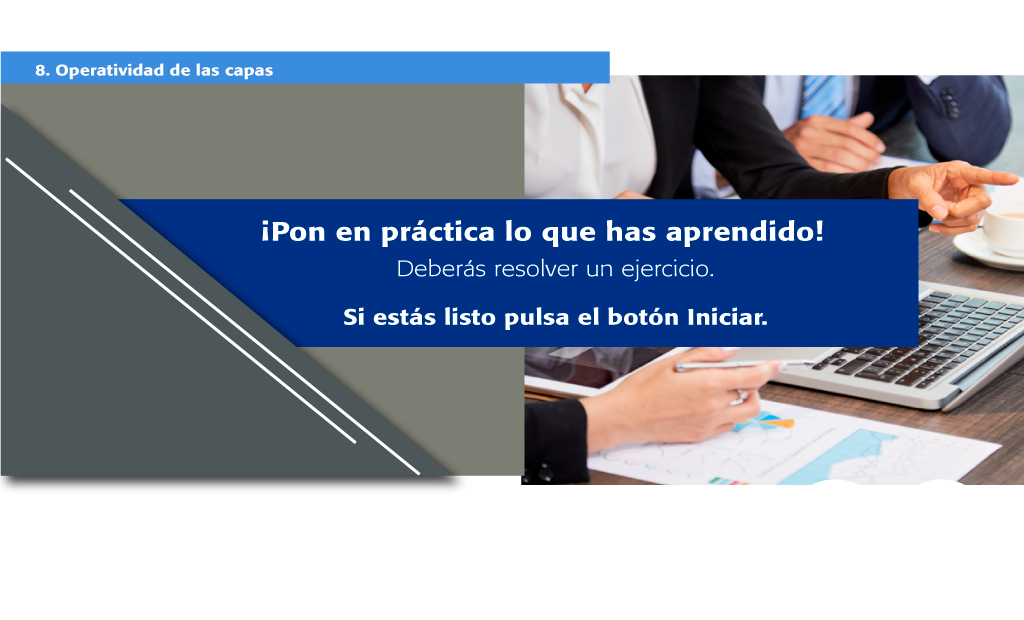 8. Operatividad de las capas
¡Pon en práctica lo que has aprendido!
Deberás resolver un ejercicio.
Si estás listo pulsa el botón Iniciar.